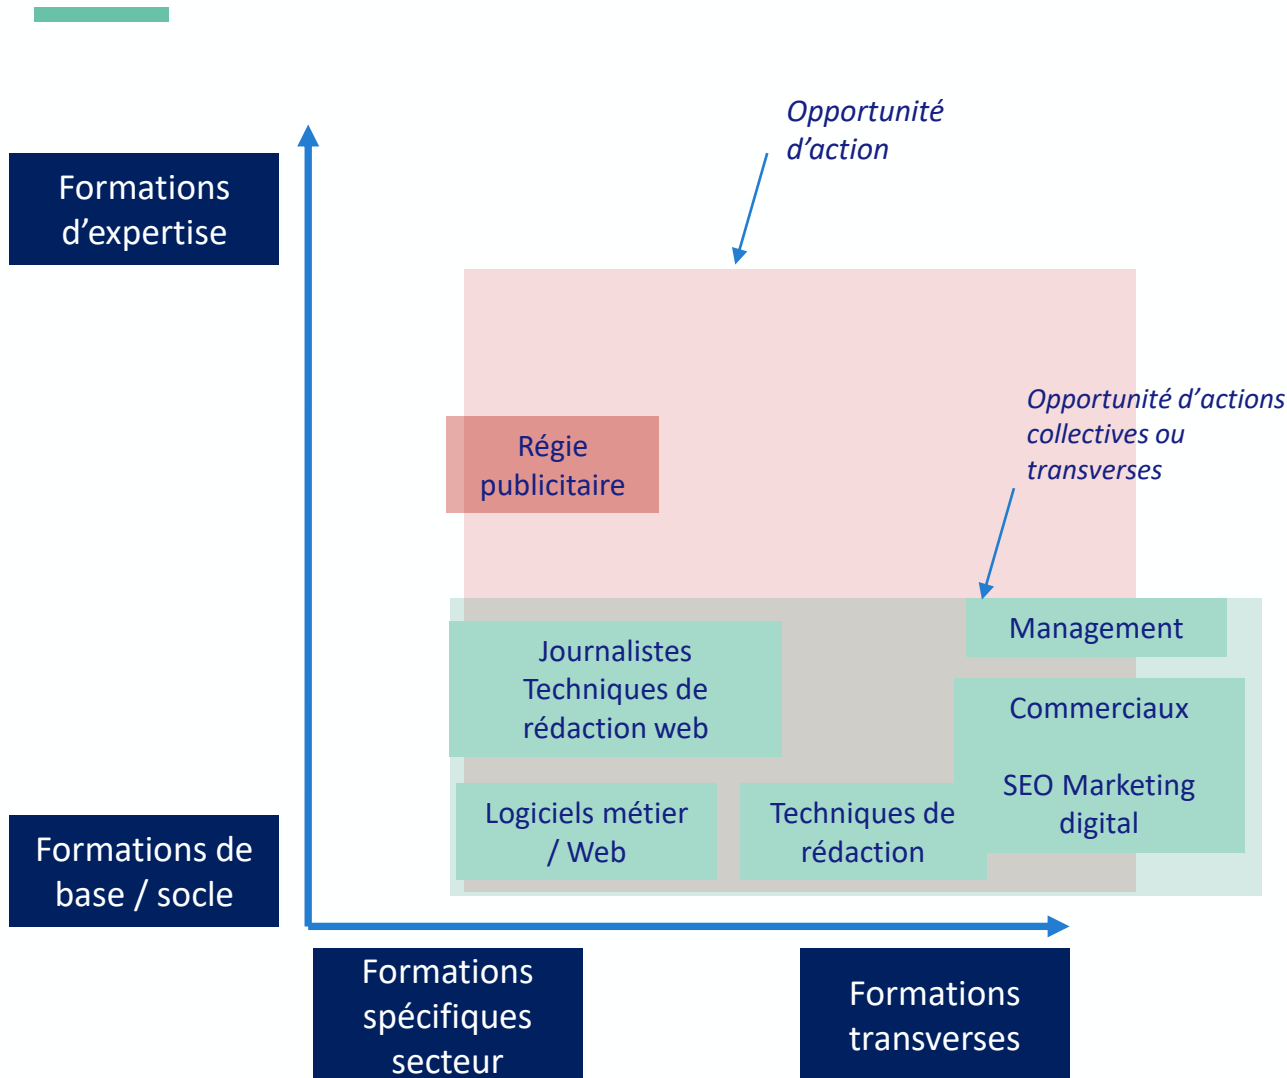 Opportunité
d’action
Formations
d’expertise
Opportunité d’actions
collectives ou
transverses
Régie
publicitaire
Management
Journalistes
Techniques de
rédaction web
Commerciaux
SEO Marketing
digital
Logiciels métier
/ Web
Techniques de
rédaction
Formations de
base / socle
Formations
spécifiques
secteur
Formations
transverses